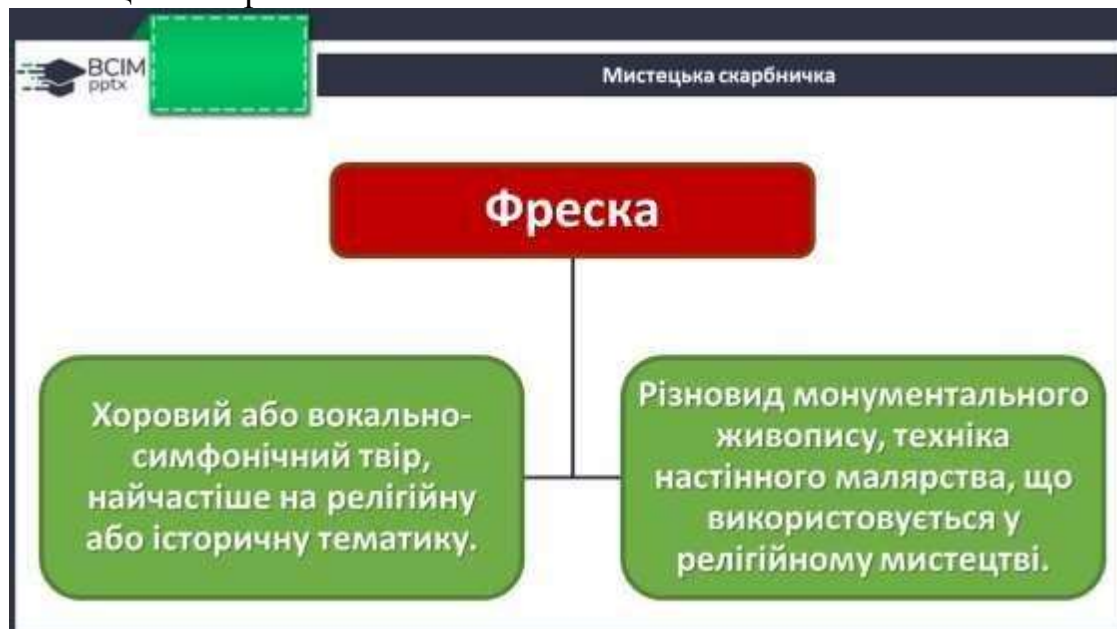 ВСІМ
pptx
Мистецька скарбничка
Фреска
Хоровий або вокально-
симфонічний твір,
найчастіше на релігійну
або історичну тематику.
Різновид монументального
живопису, техніка
настінного малярства, що
використовується у
релігійному мистецтві.